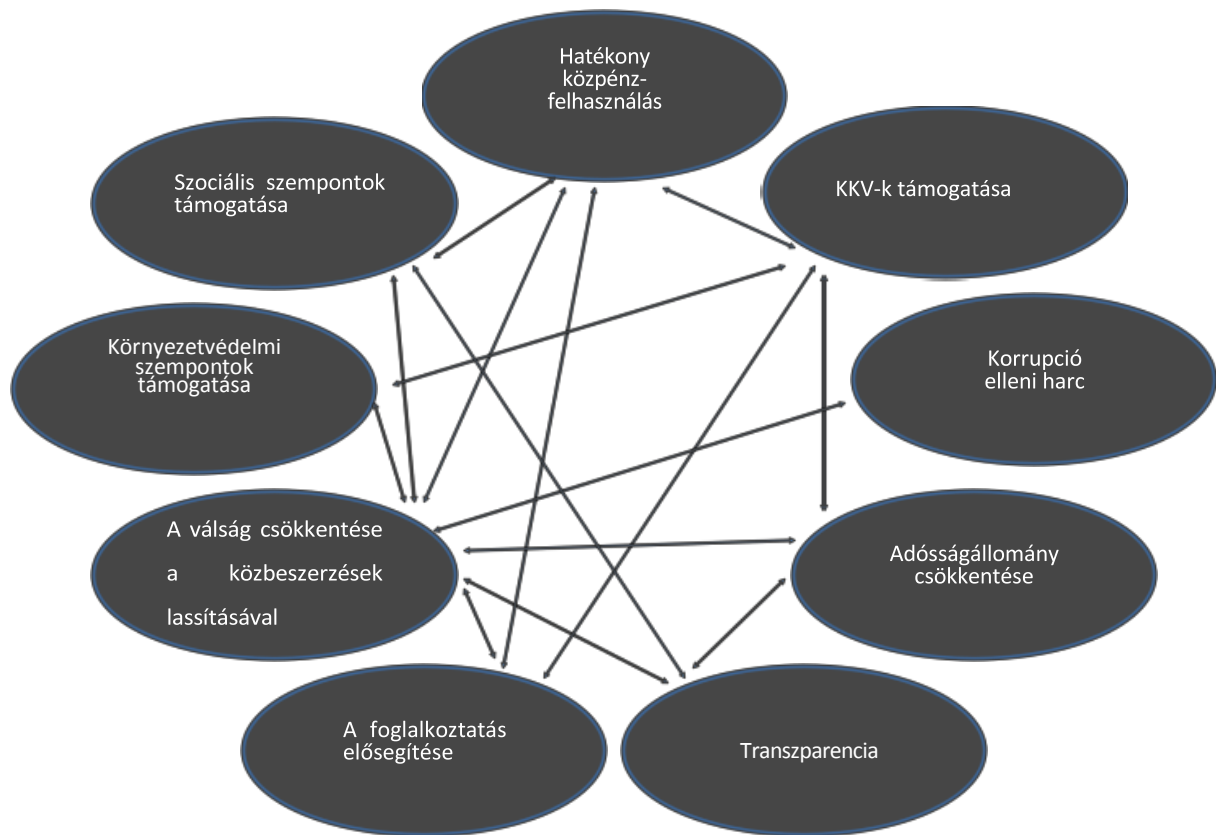 Hatékony
közpénz-
felhasználás
Szociális szempontok
támogatása
KKV-k támogatása
Környezetvédelmi
szempontok
támogatása
Korrupció
elleni harc
A válság csökkentése
a közbeszerzések
lassításával
Adósságállomány
csökkentése
A foglalkoztatás
elősegítése
Transzparencia